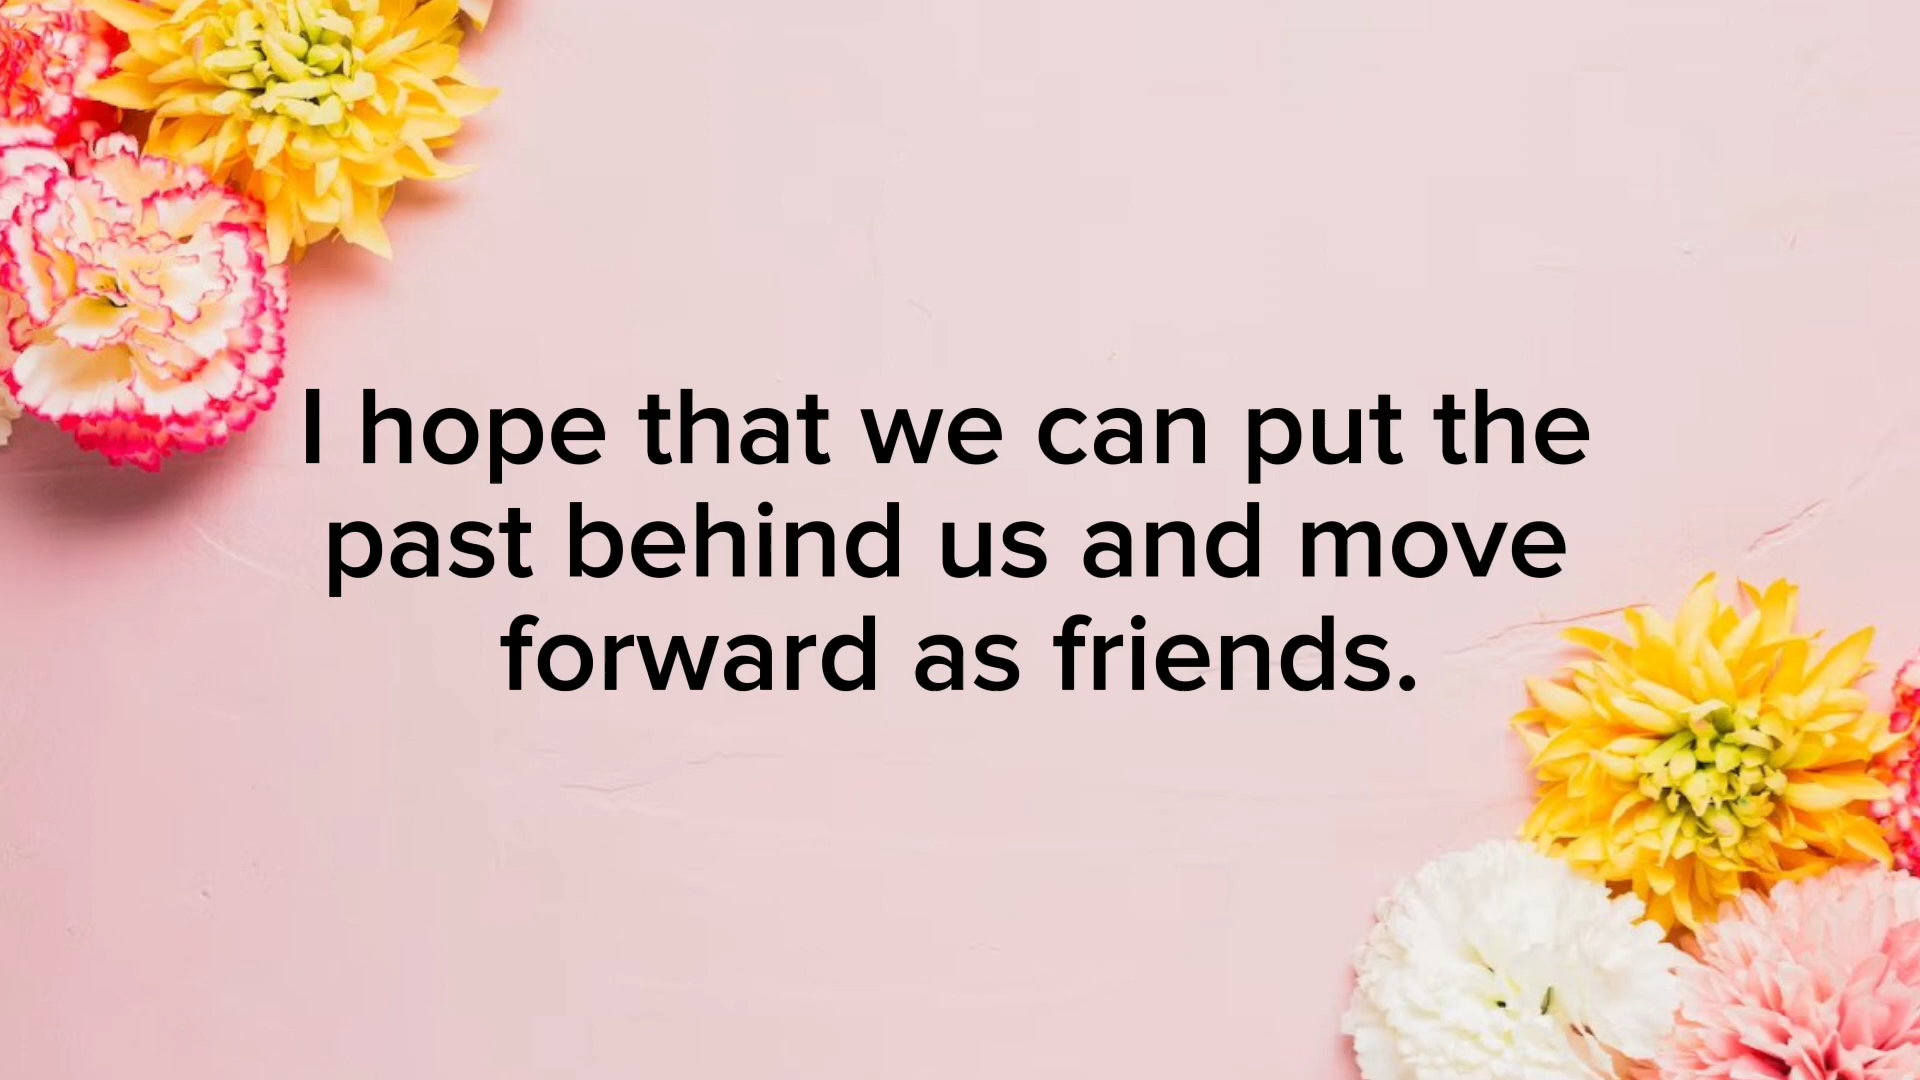 I hope that we can put the
past behind us and move
forward as friends.